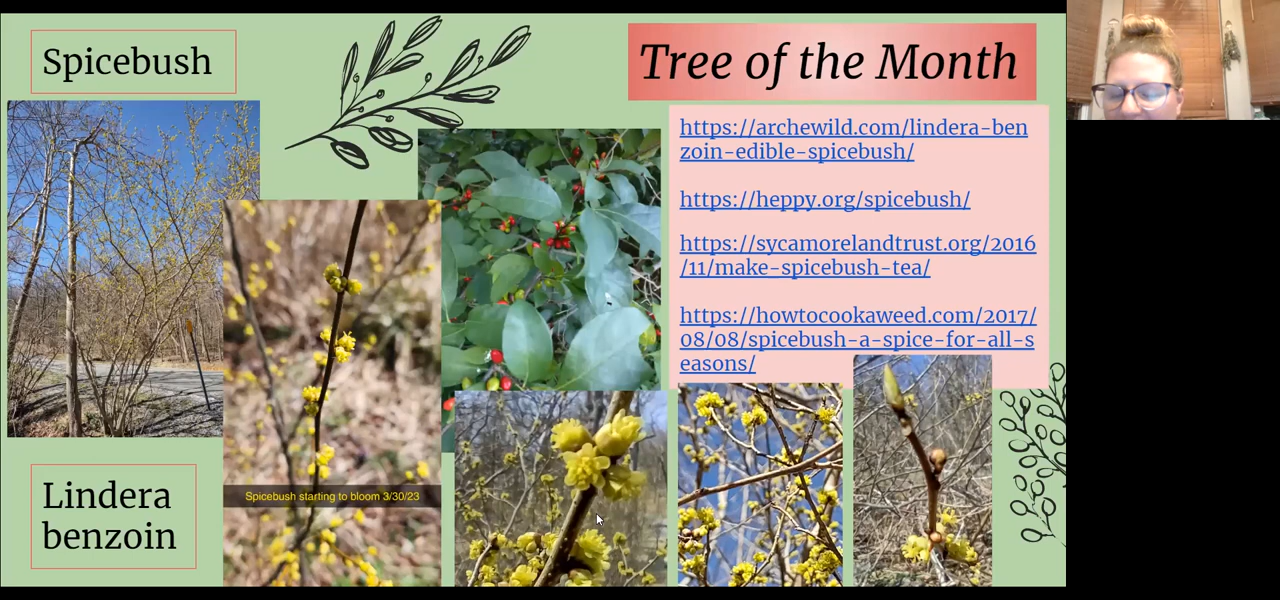 Spicebush
Tree of the Month
https://archewild.com/lindera-ben
zoin-edible-spicebush/
https://heppy.org/spicebush/
https://sycamorelandtrust.org/2016
/11/make-spicebush-tea/
https://howtocookaweed.com/2017/
08/08/spicebush-a-spice-for-all-s
easons/
Spicebush starting to bloom 3/30/23
Lindera
benzoin